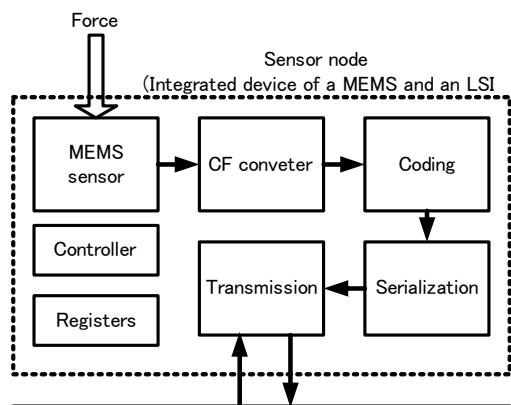 Force
Sensor node
(Integrated device of a MEMS and an LSI
MEMS
sensor
CF conveter
Coding
Controller
Transmission
Serialization
Registers